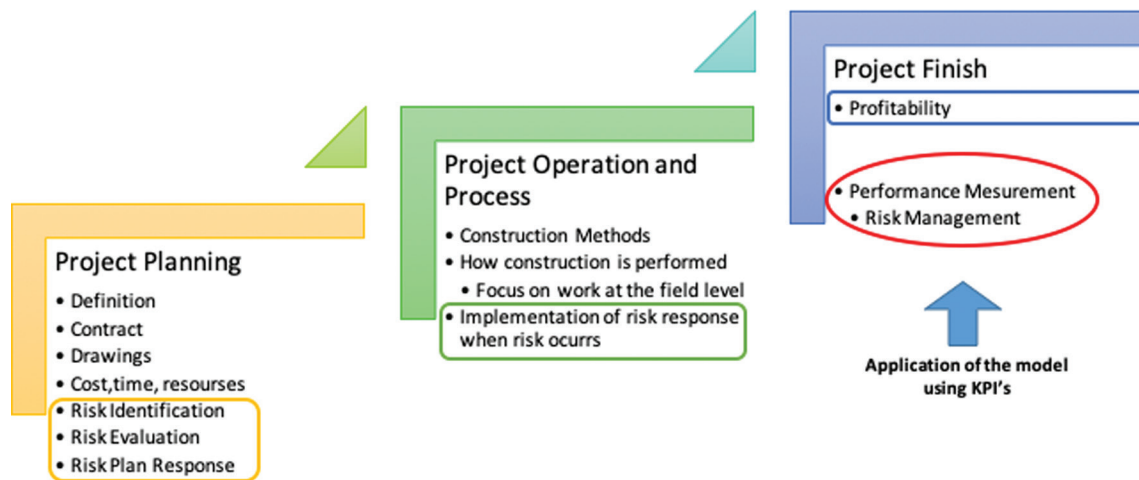 Project Planning
• Definition
• Contract
• Drawings
• Cost,time, resourses
• Risk Identification
• Risk Evaluation
• Risk Plan Response
Project Operation and
Process
• Construction Methods
• How construction is performed
• Focus on work at the field level
• Implementation of risk response
when risk ocurrs
Project Finish
• Profitability
• Performance Mesurement
• Risk Management
Application of the model
using KPI's